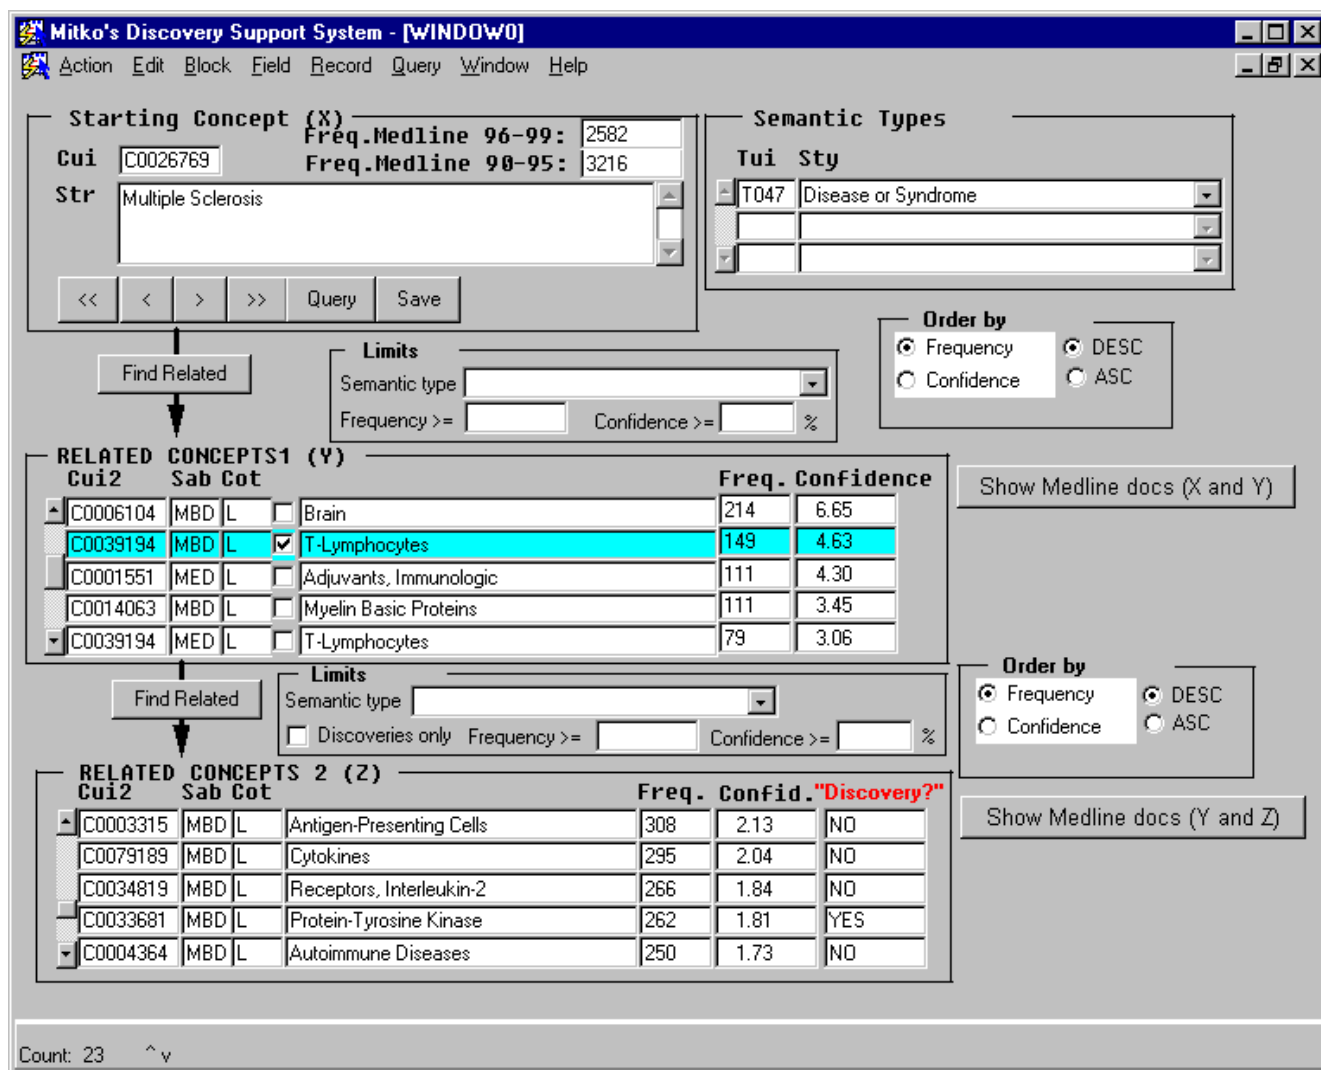 Mitko's Discovery Support System - [WINDOW0]
Action Edit Block Field Record Query Window Help
Starting Concept (X)
Freq.Medline 96-99: 2582
Cui C0026769 Freq.Medline 90-95: 3216
Str Multiple Sclerosis
<< < > >> Query Save
Semantic Types
Tui Sty
T047 Disease or Syndrome
Order by
Frequency DESC
Confidence ASC
Find Related
Limits
Semantic type
Frequency >= Confidence >= %
RELATED CONCEPTS1 (Y)
Cui2 Sab Cot Freq. Confidence
C0006104 MBD L Brain 214 6.65
C0039194 MBD L T-Lymphocytes 149 4.63
C0001551 MED L Adjuvants, Immunologic 111 4.30
C0014063 MBD L Myelin Basic Proteins 111 3.45
C0039194 MED L T-Lymphocytes 79 3.06
Show Medline docs (X and Y)
Find Related
Limits
Semantic type
Discoveries only Frequency >= Confidence >= %
Order by
Frequency DESC
Confidence ASC
RELATED CONCEPTS 2 (Z)
Cui2 Sab Cot Freq. Confid. "Discovery?"
C0003315 MBD L Antigen-Presenting Cells 308 2.13 NO
C0079189 MBD L Cytokines 295 2.04 NO
C0034819 MBD L Receptors, Interleukin-2 266 1.84 NO
C0033681 MBD L Protein-Tyrosine Kinase 262 1.81 YES
C0004364 MBD L Autoimmune Diseases 250 1.73 NO
Show Medline docs (Y and Z)
Count: 23 ^ v